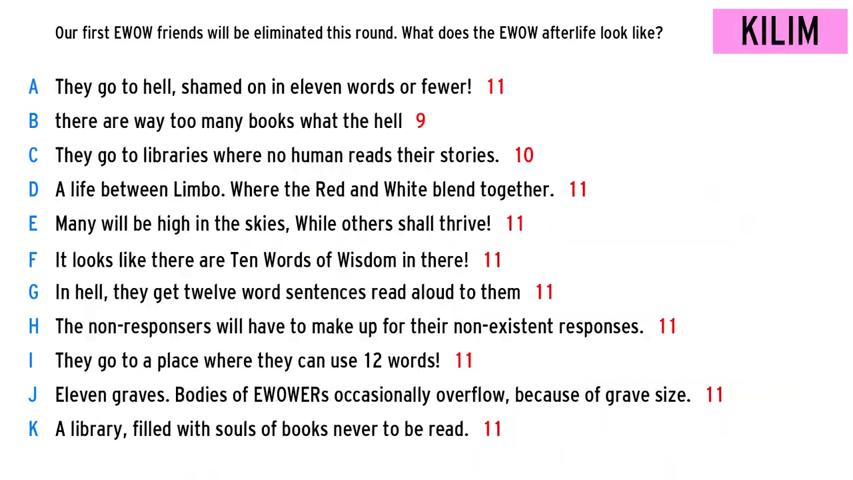 Our first EWOW friends will be eliminated this round. What does the EWOW afterlife look like?
KILIM
A They go to hell, shamed on in eleven words or fewer! 11
B there are way too many books what the hell 9
C They go to libraries where no human reads their stories. 10
D A life between Limbo. Where the Red and White blend together. 11
E Many will be high in the skies, While others shall thrive! 11
F It looks like there are Ten Words of Wisdom in there! 11
G In hell, they get twelve word sentences read aloud to them 11
H The non-responsers will have to make up for their non-existent responses. 11
I They go to a place where they can use 12 words! 11
J Eleven graves. Bodies of EWOWERs occasionally overflow, because of grave size. 11
K A library, filled with souls of books never to be read. 11